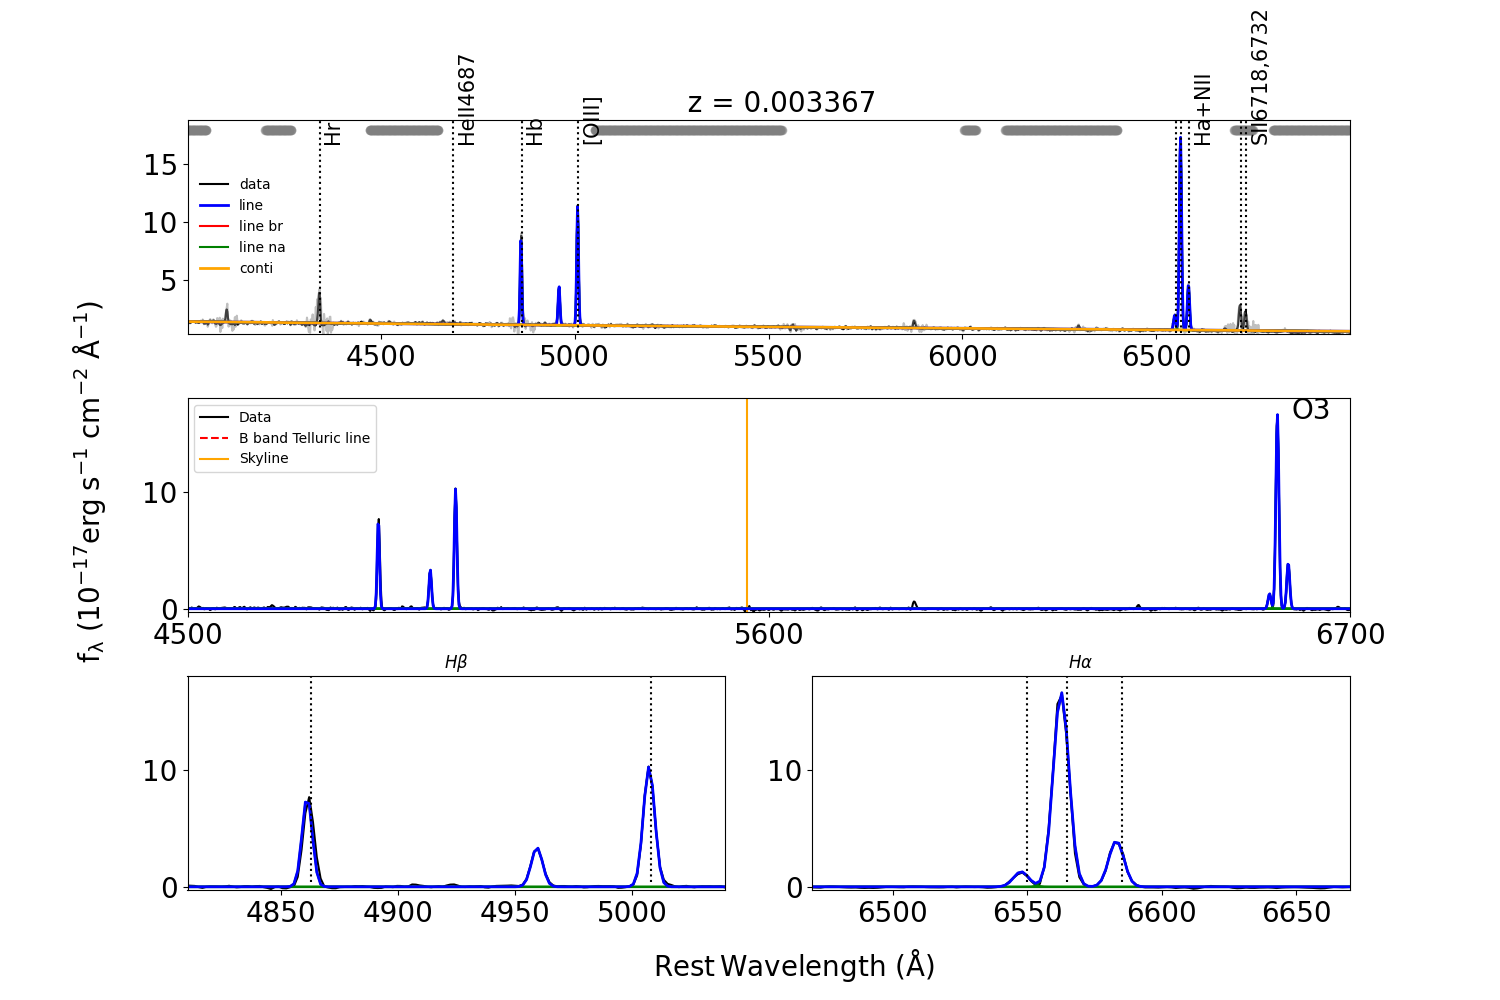 z = 0.003367
Hr
HeII4687
Hb
[OIII]
Ha+NII
SII6718,6732
15
10
5
data
line
line br
line na
conti
4500 5000 5500 6000 6500
f_λ (10⁻¹⁷erg s⁻¹ cm⁻² Å⁻¹)
Data
B band Telluric line
Skyline
O3
10
0
4500 5600 6700
Hβ
10
0
4850 4900 4950 5000
Hα
10
0
6500 6550 6600 6650
Rest Wavelength (Å)